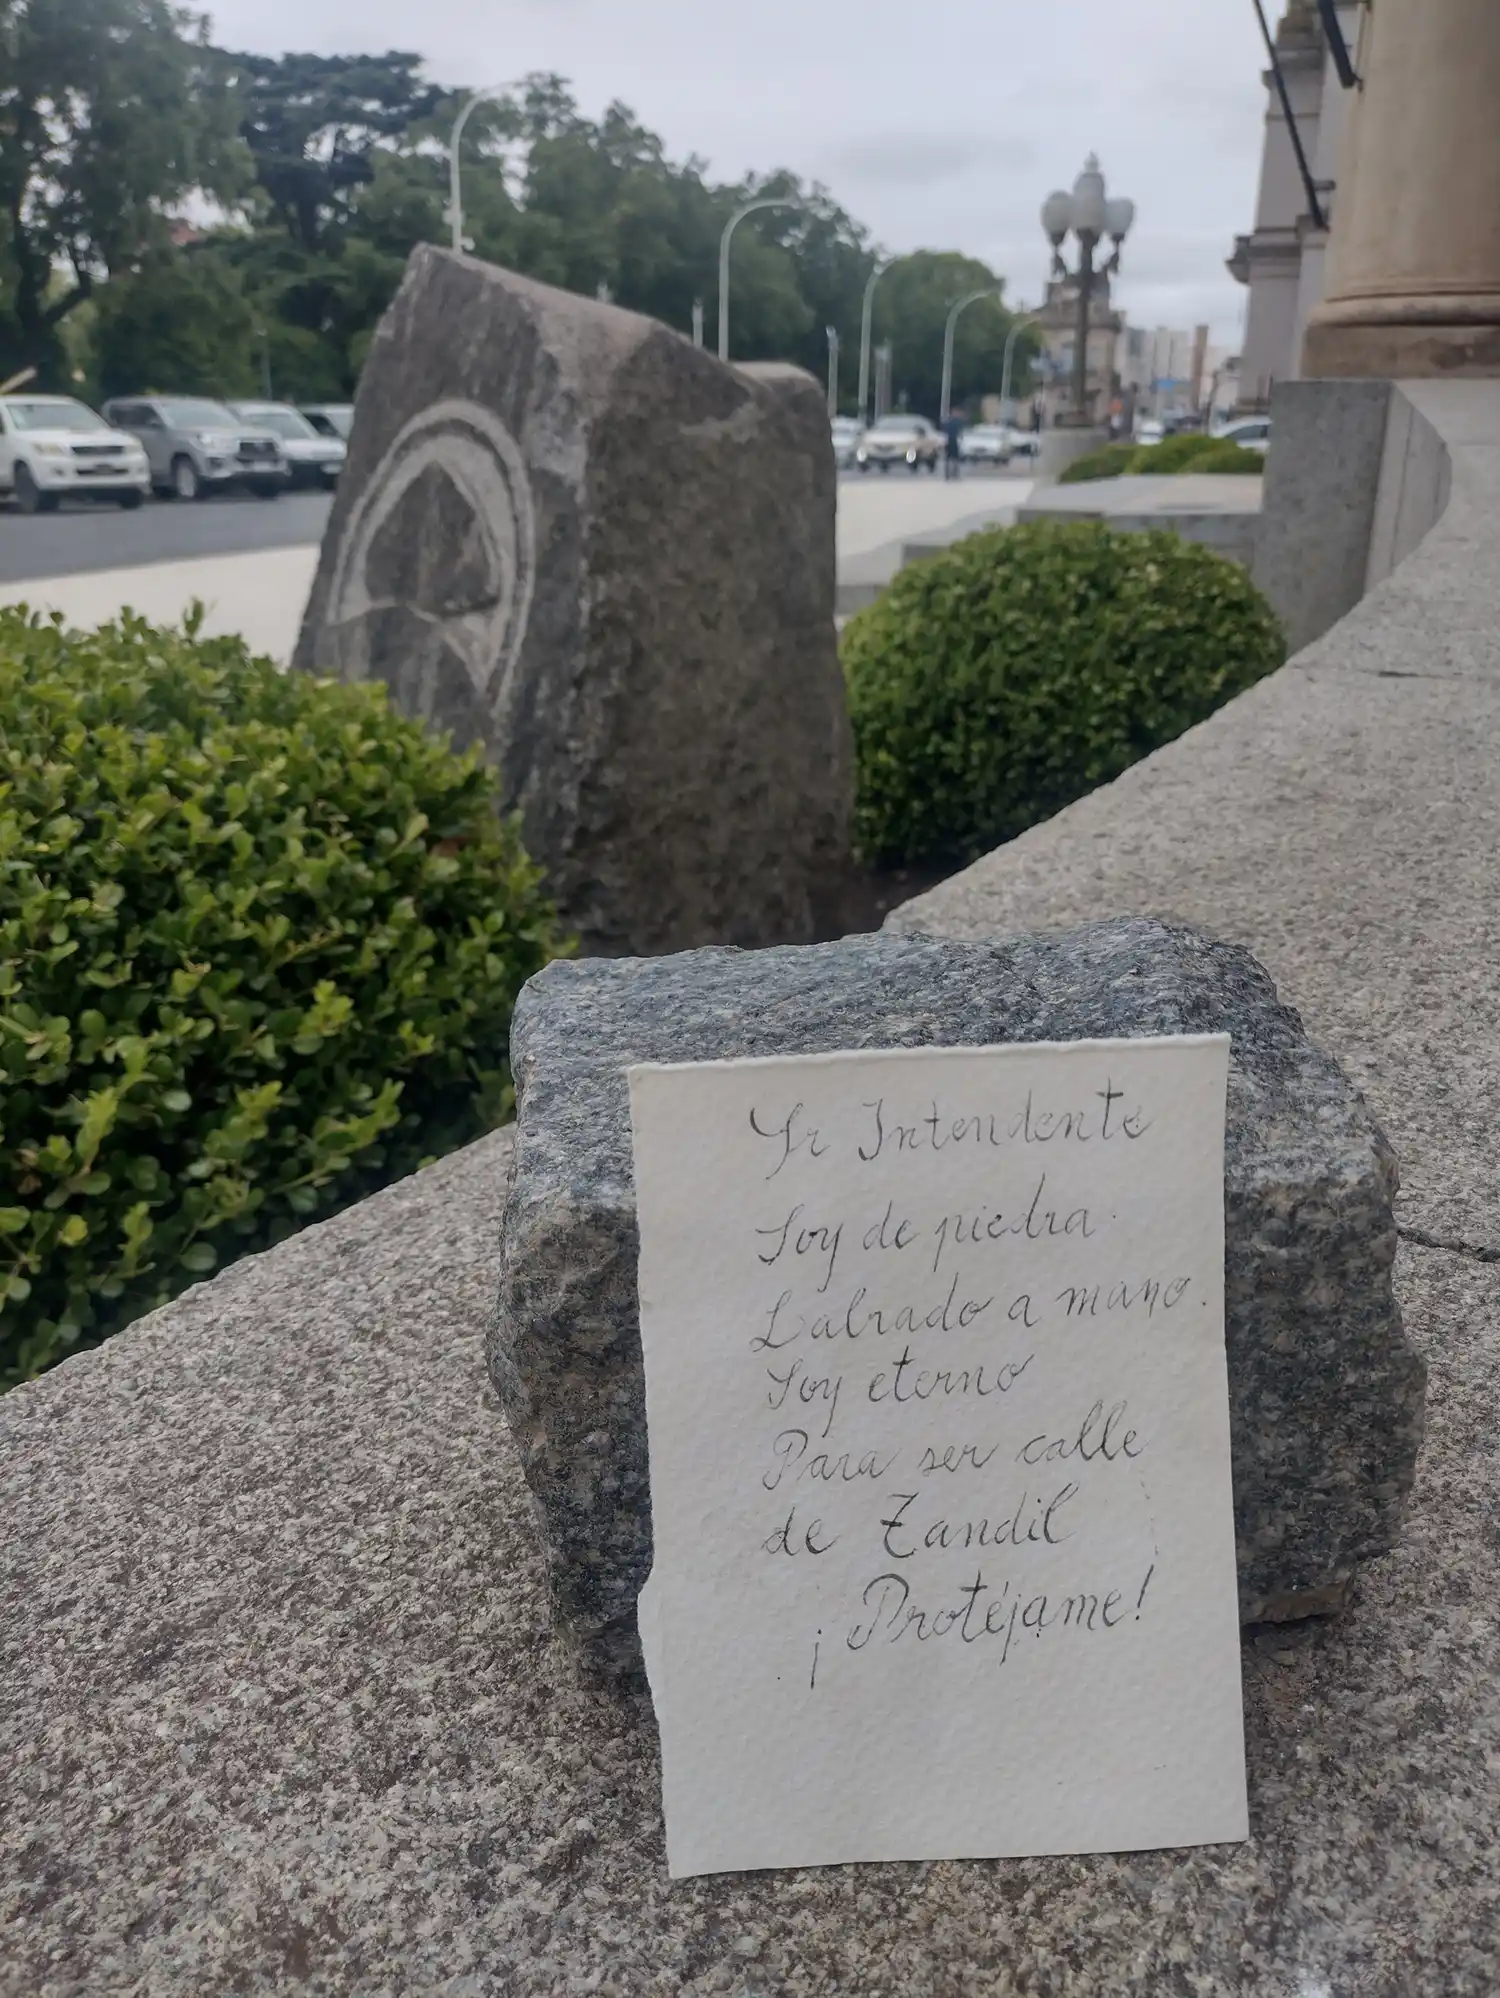 Sr Intendente
Soy de piedra.
Labrado a mano.
Soy eterno
Para ser calle
de Tandil
¡Protéjame!